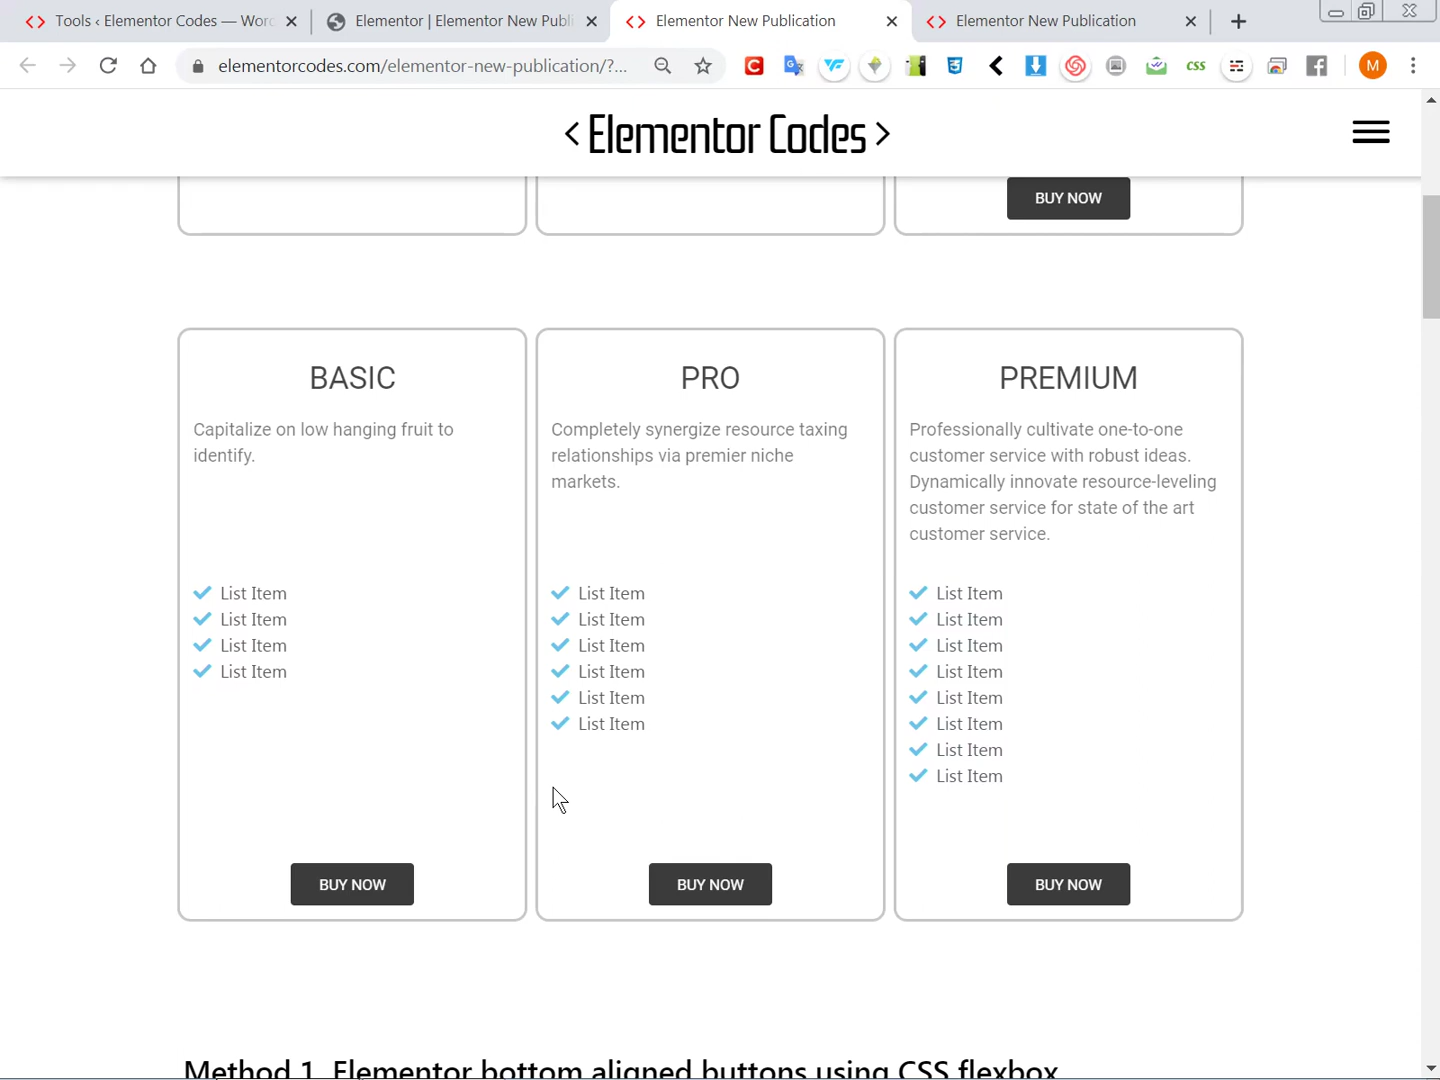 Tools ‹ Elementor Codes — Word
Elementor | Elementor New Publi
Elementor New Publication
Elementor New Publication
elementorcodes.com/elementor-new-publication/?...
C
VF
css
M
< Elementor Codes >
BUY NOW
BASIC
Capitalize on low hanging fruit to
identify.
List Item
List Item
List Item
List Item
BUY NOW
PRO
Completely synergize resource taxing
relationships via premier niche
markets.
List Item
List Item
List Item
List Item
List Item
List Item
BUY NOW
PREMIUM
Professionally cultivate one-to-one
customer service with robust ideas.
Dynamically innovate resource-leveling
customer service for state of the art
customer service.
List Item
List Item
List Item
List Item
List Item
List Item
List Item
List Item
BUY NOW
Method 1. Elementor bottom aligned buttons using CSS flexbox